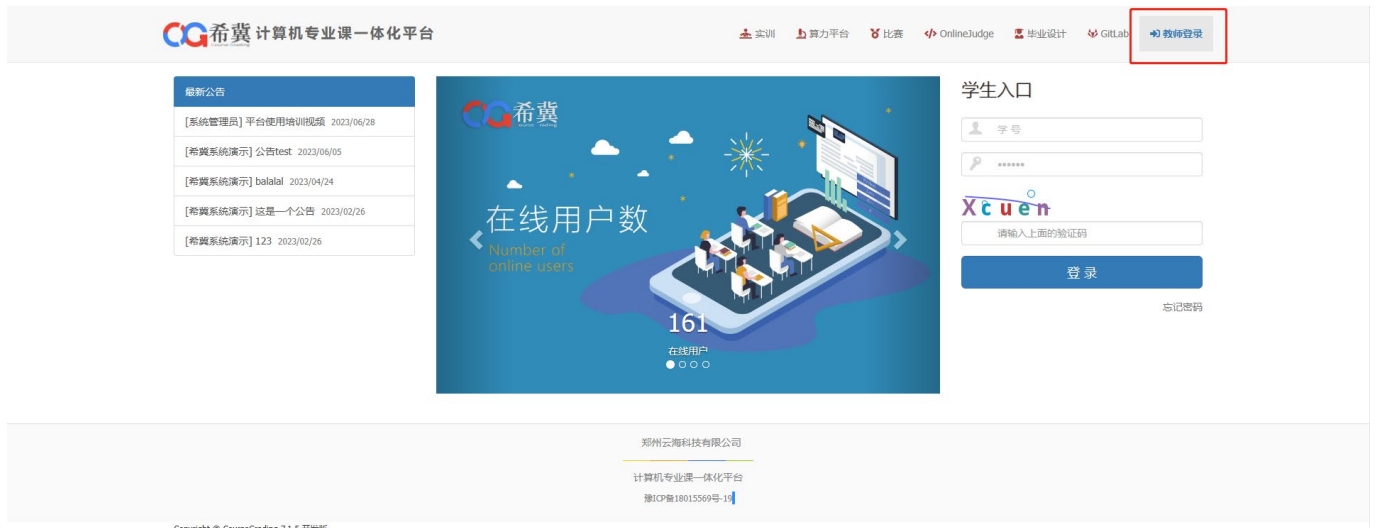 希冀 计算机专业课一体化平台
实训 算力平台 比赛 OnlineJudge 毕业设计 GitLab 教师登录
最新公告
[系统管理员] 平台使用培训视频 2023/06/28
[希冀系统演示] 公告test 2023/06/05
[希冀系统演示] balalal 2023/04/24
[希冀系统演示] 这是一个公告 2023/02/26
[希冀系统演示] 123 2023/02/26
希冀
在线用户数
Number of
online users
161
在线用户
学生入口
学号
Xcuen
请输入上面的验证码
登录
忘记密码
郑州云海科技有限公司
计算机专业课一体化平台
豫ICP备18015569号-19